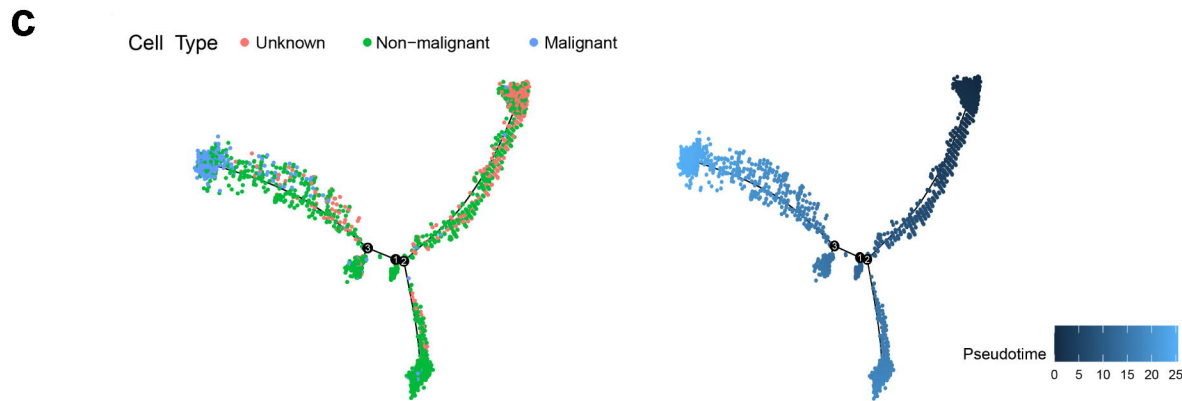 C
Cell Type Unknown Non−malignant Malignant
3 1 2
3 1 2
Pseudotime
0 5 10 15 20 25